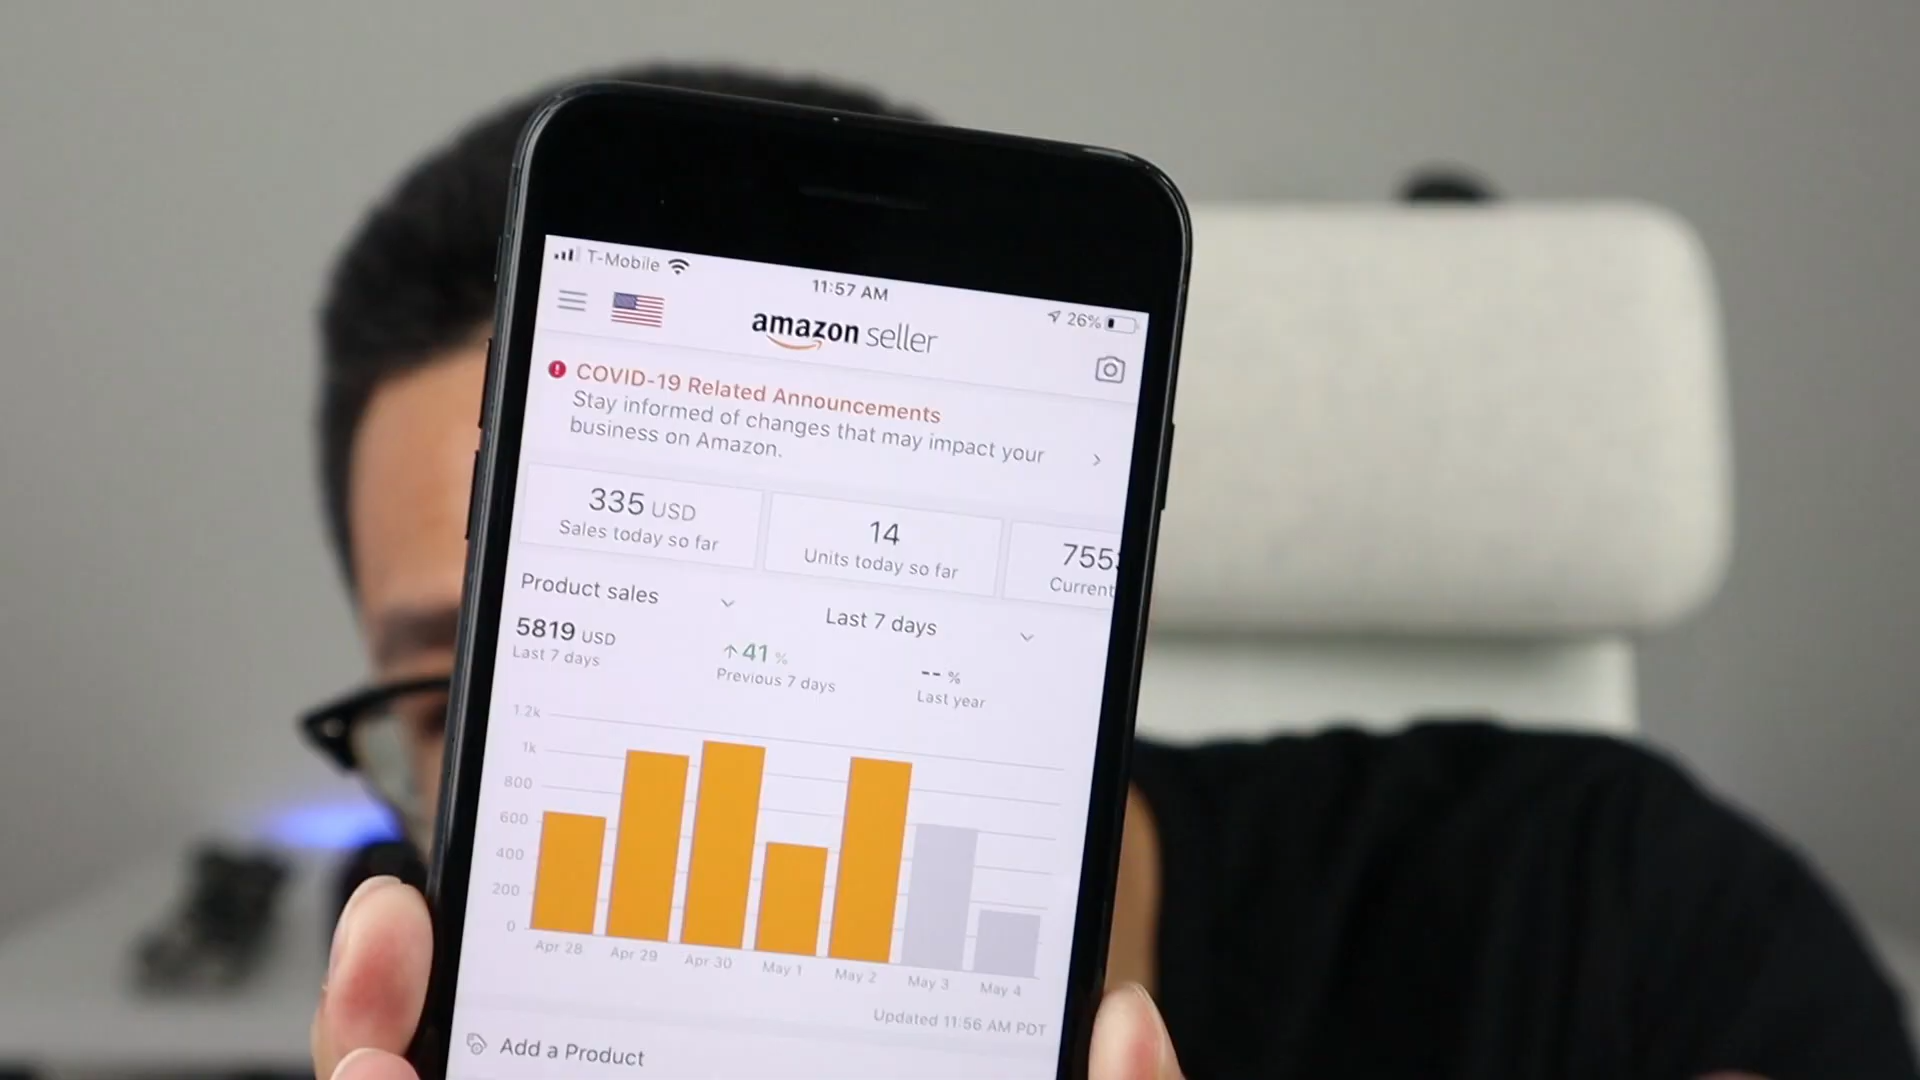 T-Mobile
11:57 AM
26%
amazon seller
COVID-19 Related Announcements
Stay informed of changes that may impact your
business on Amazon.
335 USD
Sales today so far
14
Units today so far
755
Current
Product sales
Last 7 days
5819 USD
Last 7 days
↑41 %
Previous 7 days
-- %
Last year
1.2k
1k
800
600
400
200
0
Apr 28
Apr 29
Apr 30
May 1
May 2
May 3
May 4
Updated 11:56 AM PDT
Add a Product